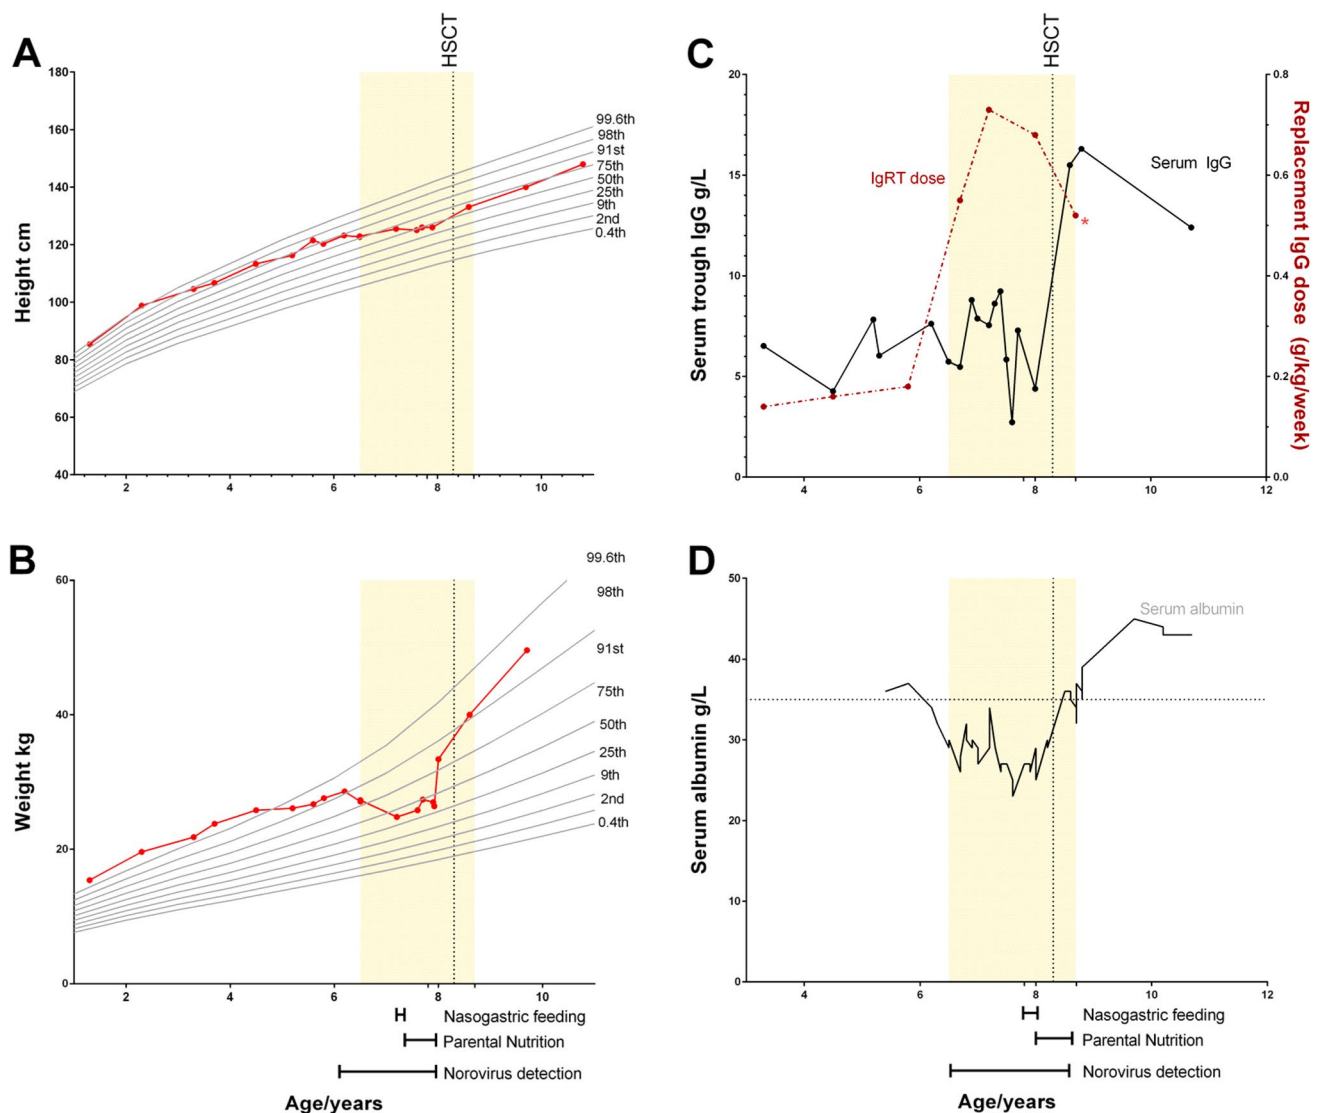 A
HSCT
180
160
140
120
100
80
60
40
Height cm
2
4
6
8
10
99.6th
98th
91st
75th
50th
25th
9th
2nd
0.4th
C
HSCT
20
15
10
5
0
Serum trough IgG g/L
IgRT dose
Serum IgG
*
0.8
0.6
0.4
0.2
0.0
Replacement IgG dose (g/kg/week)
4
6
8
10
12
B
60
40
20
0
Weight kg
99.6th
98th
91st
75th
50th
25th
9th
2nd
0.4th
2
4
6
8
10
Nasogastric feeding
Parental Nutrition
Norovirus detection
Age/years
D
50
40
30
20
10
0
Serum albumin g/L
Serum albumin
4
6
8
10
12
Nasogastric feeding
Parental Nutrition
Norovirus detection
Age/years